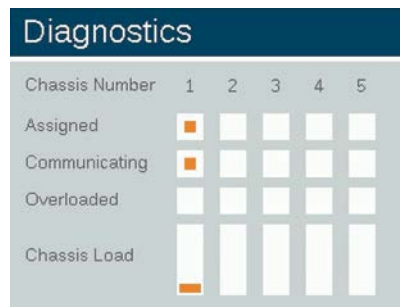 Diagnostics
Chassis Number 1 2 3 4 5
Assigned
Communicating
Overloaded
Chassis Load